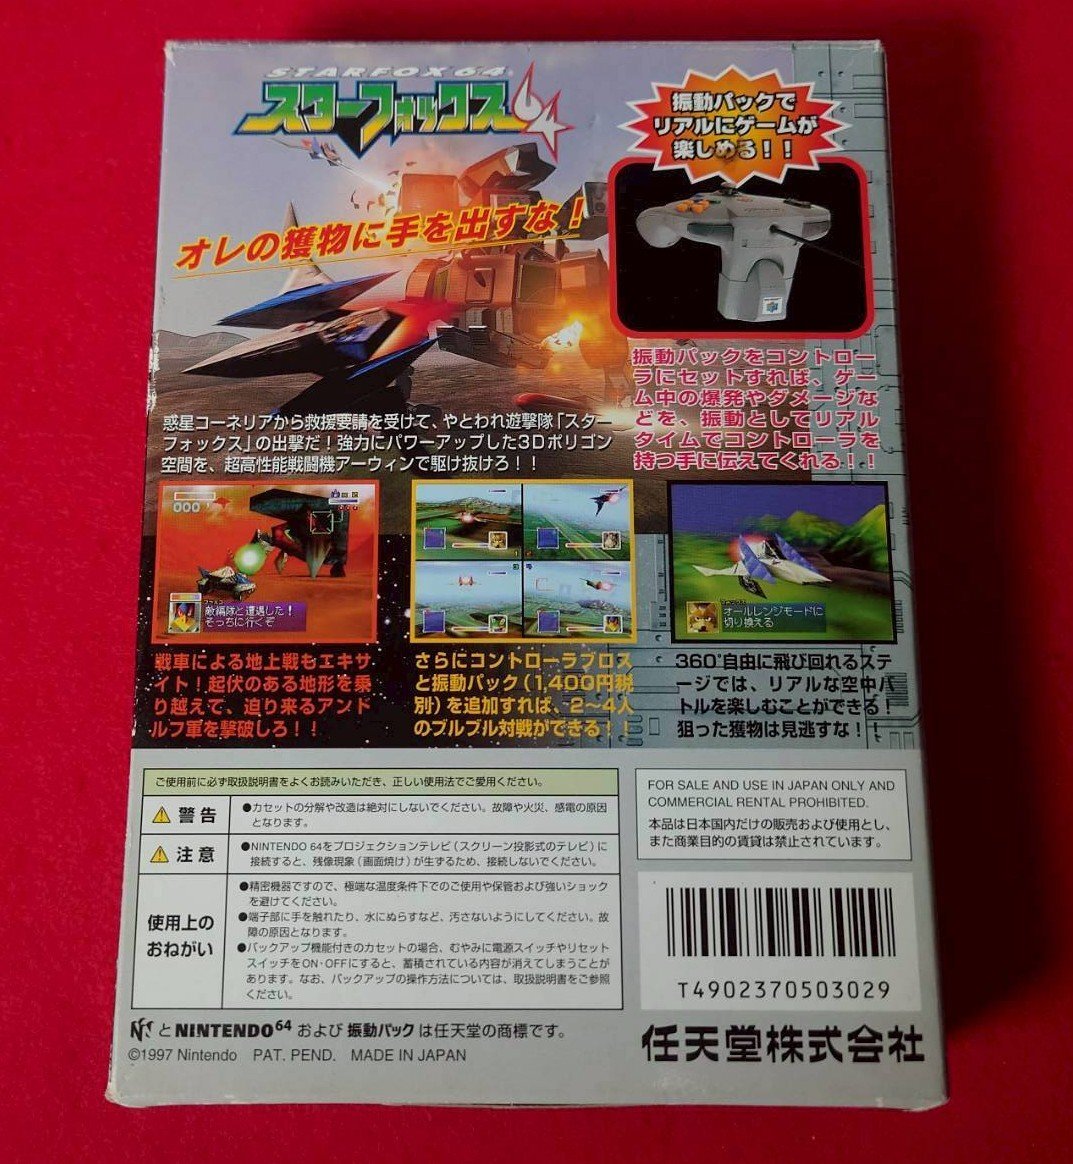 STARFOX 64
スターフォックス64
振動パックで
リアルにゲームが
楽しめる!!
オレの獲物に手を出すな!
振動パックをコントロー
ラにセットすれば、ゲー
ム中の爆発やダメージな
どを、振動としてリアル
タイムでコントローラを
持つ手に伝えてくれる!!
惑星コーネリアから救援要請を受けて、やとわれ遊撃隊「スター
フォックス」の出撃だ!強力にパワーアップした3Dポリゴン
空間を、超高性能戦闘機アーウィンで駆け抜けろ!!
000
敵編隊と遭遇した!
そっちに行くぞ
オールレンジモードに
切り換える
戦車による地上戦もエキサ
イト!起伏のある地形を乗
り越えて、迫り来るアンド
ルフ軍を撃破しろ!!
さらにコントローラブロス
と振動パック(1,400円税
別)を追加すれば、2〜4人
のブルブル対戦ができる!!
360°自由に飛び回れるステ
ージでは、リアルな空中バ
トルを楽しむことができる!
狙った獲物は見逃すな!!
ご使用前に必ず取扱説明書をよくお読みいただき、正しい使用法でご愛用ください。
警告
●カセットの分解や改造は絶対にしないでください。故障や火災、感電の原因
となります。
注意
●NINTENDO 64をプロジェクションテレビ(スクリーン投影式のテレビ)に
接続すると、残像現象(画面焼け)が生ずるため、接続しないでください。
使用上の
おねがい
●精密機器ですので、極端な温度条件下でのご使用や保管および強いショック
を避けてください。
●端子部に手を触れたり、水にぬらすなど、汚さないようにしてください。故
障の原因となります。
●バックアップ機能付きのカセットの場合、むやみに電源スイッチやリセット
スイッチをON・OFFにすると、蓄積されている内容が消えてしまうことが
あります。なお、バックアップの操作方法については、取扱説明書をご参照
ください。
FOR SALE AND USE IN JAPAN ONLY AND
COMMERCIAL RENTAL PROHIBITED.
本品は日本国内だけの販売および使用とし、
また商業目的の賃貸は禁止されています。
T4902370503029
と NINTENDO64 および 振動パック は任天堂の商標です。
©1997 Nintendo PAT. PEND. MADE IN JAPAN
任天堂株式会社